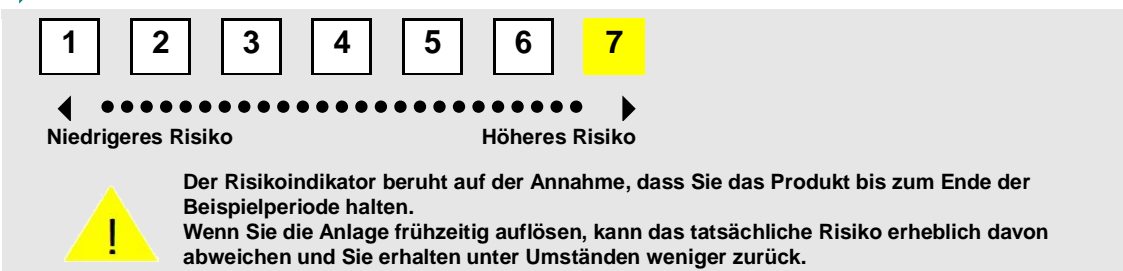 1 2 3 4 5 6 7
Niedrigeres Risiko Höheres Risiko
!
Der Risikoindikator beruht auf der Annahme, dass Sie das Produkt bis zum Ende der
Beispielperiode halten.
Wenn Sie die Anlage frühzeitig auflösen, kann das tatsächliche Risiko erheblich davon
abweichen und Sie erhalten unter Umständen weniger zurück.